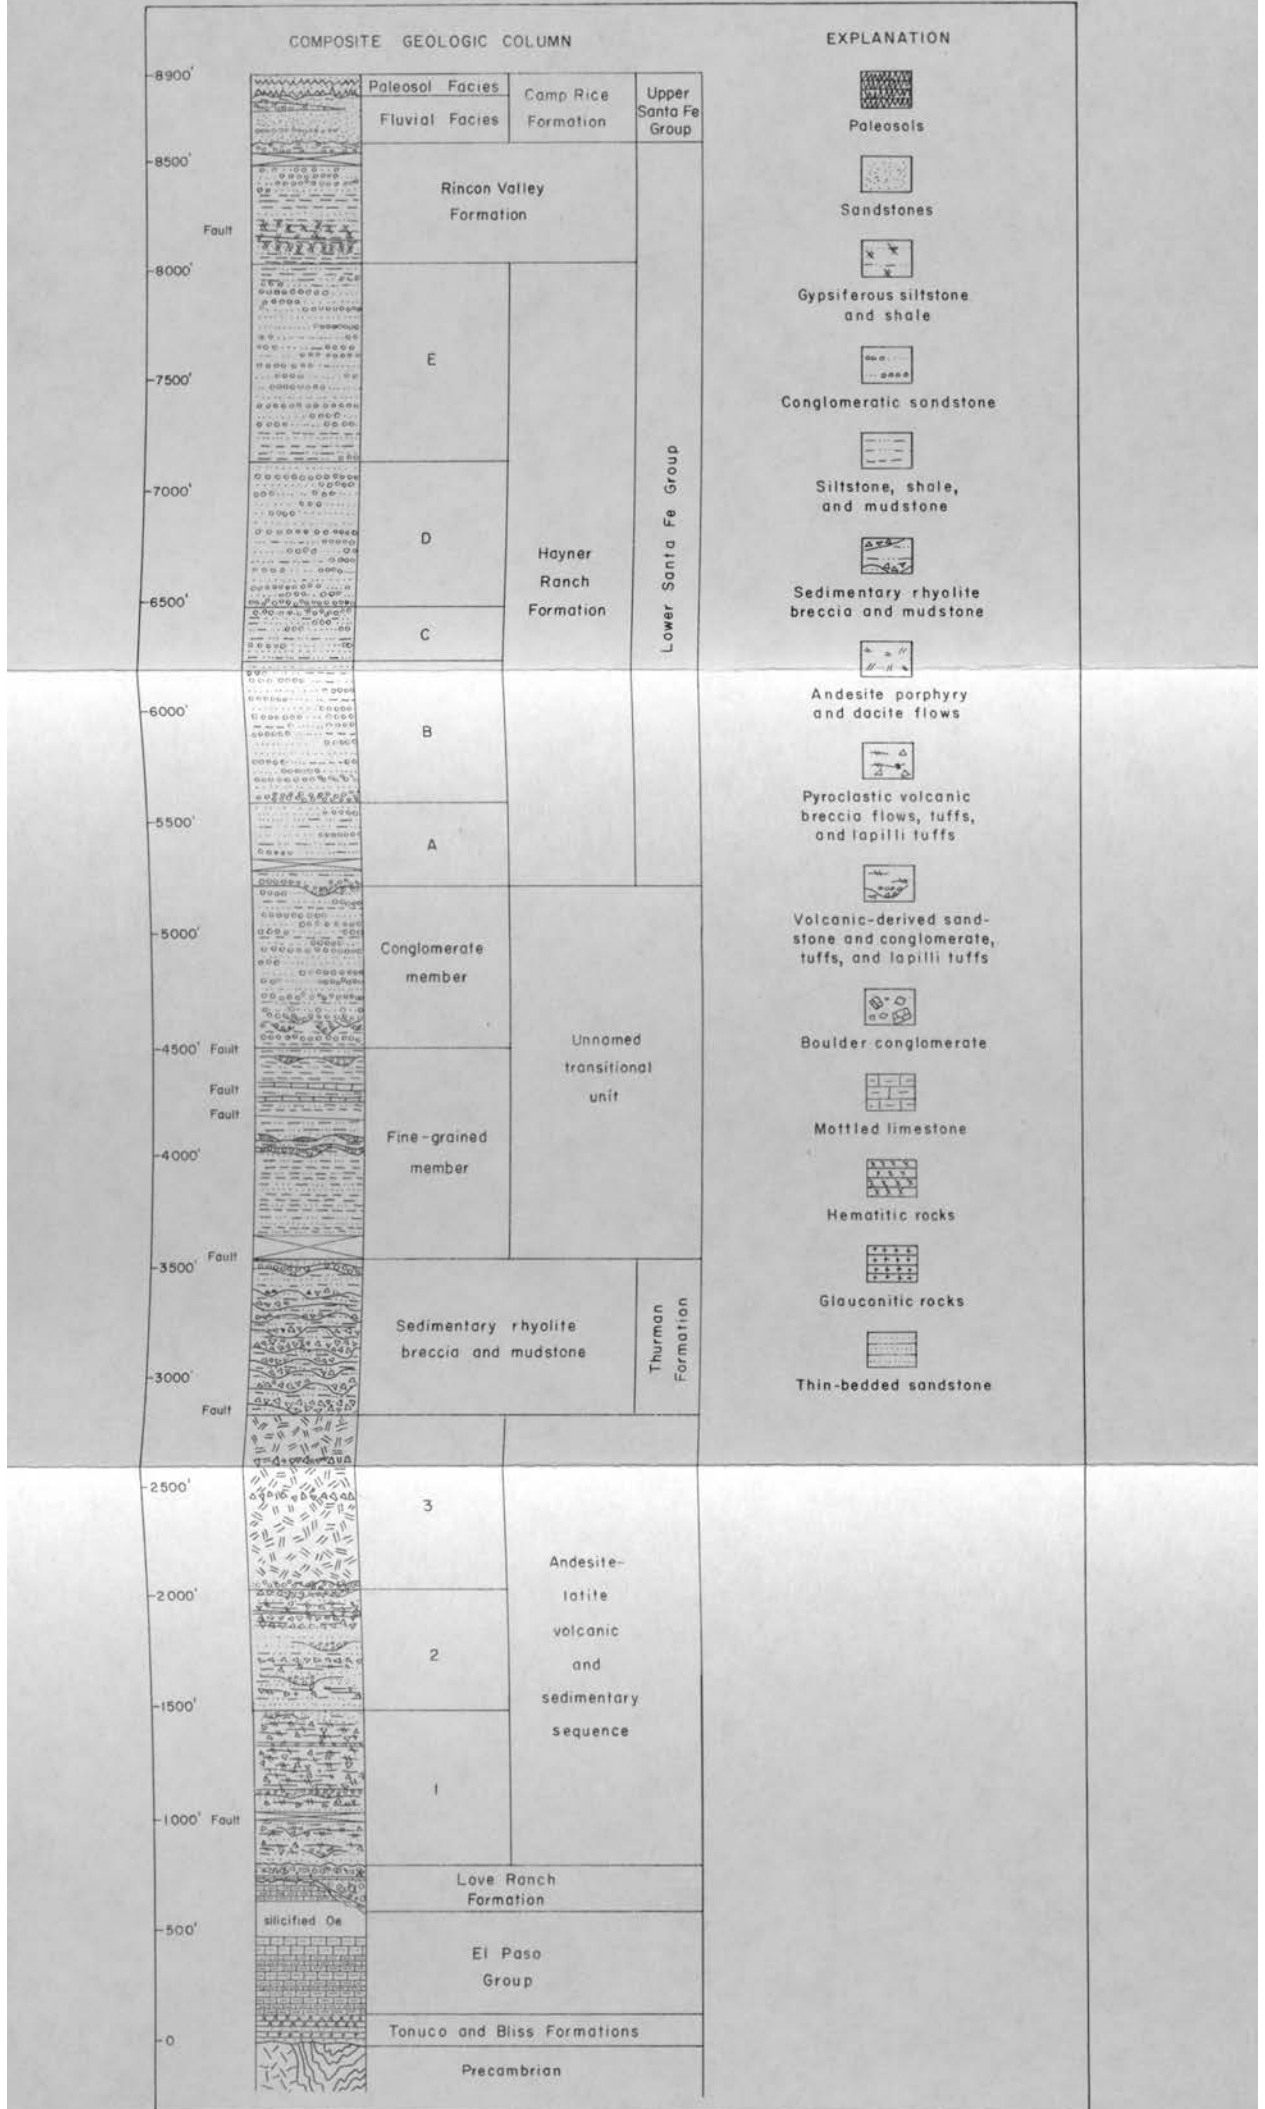 COMPOSITE GEOLOGIC COLUMN
8900'
8500'
Fault
8000'
7500'
7000'
6500'
6000'
5500'
5000'
4500' Fault
Fault
Fault
4000'
Fault
3500'
3000'
Fault
2500'
2000'
1500'
1000' Fault
500'
0
silicified Oe
Paleosol Facies
Fluvial Facies
Camp Rice
Formation
Upper
Santa Fe
Group
Rincon Valley
Formation
E
D
C
B
A
Hayner
Ranch
Formation
Lower Santa Fe Group
Conglomerate
member
Fine-grained
member
Unnamed
transitional
unit
Sedimentary rhyolite
breccia and mudstone
Thurman
Formation
3
2
1
Andesite-
latite
volcanic
and
sedimentary
sequence
Love Ranch
Formation
El Paso
Group
Tonuco and Bliss Formations
Precambrian
EXPLANATION
Paleosols
Sandstones
Gypsiferous siltstone
and shale
Conglomeratic sandstone
Siltstone, shale,
and mudstone
Sedimentary rhyolite
breccia and mudstone
Andesite porphyry
and dacite flows
Pyroclastic volcanic
breccia flows, tuffs,
and lapilli tuffs
Volcanic-derived sand-
stone and conglomerate,
tuffs, and lapilli tuffs
Boulder conglomerate
Mottled limestone
Hematitic rocks
Glauconitic rocks
Thin-bedded sandstone